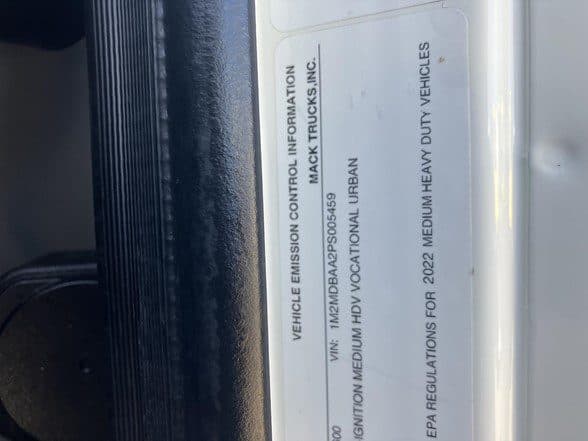 VEHICLE EMISSION CONTROL INFORMATION
MACK TRUCKS,INC.
00 VIN: 1M2MDBAA2PS005459
IGNITION MEDIUM HDV VOCATIONAL URBAN
EPA REGULATIONS FOR 2022 MEDIUM HEAVY DUTY VEHICLES